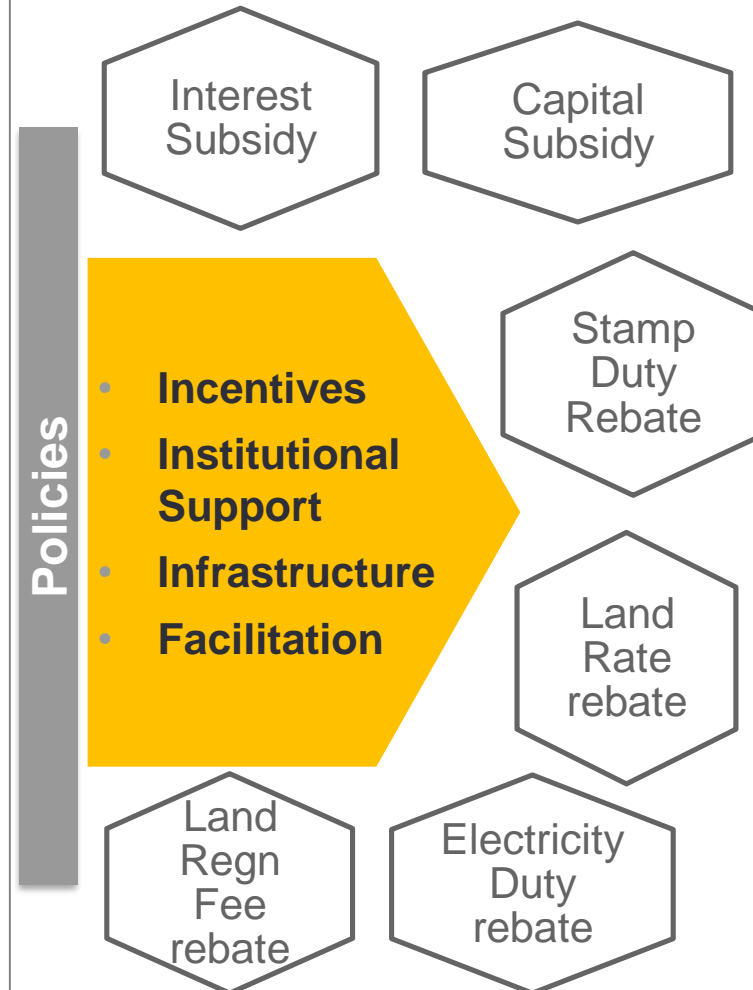 Interest
Subsidy
Capital
Subsidy
Policies
• Incentives
• Institutional
Support
• Infrastructure
• Facilitation
Stamp
Duty
Rebate
Land
Rate
rebate
Land
Regn
Fee
rebate
Electricity
Duty
rebate